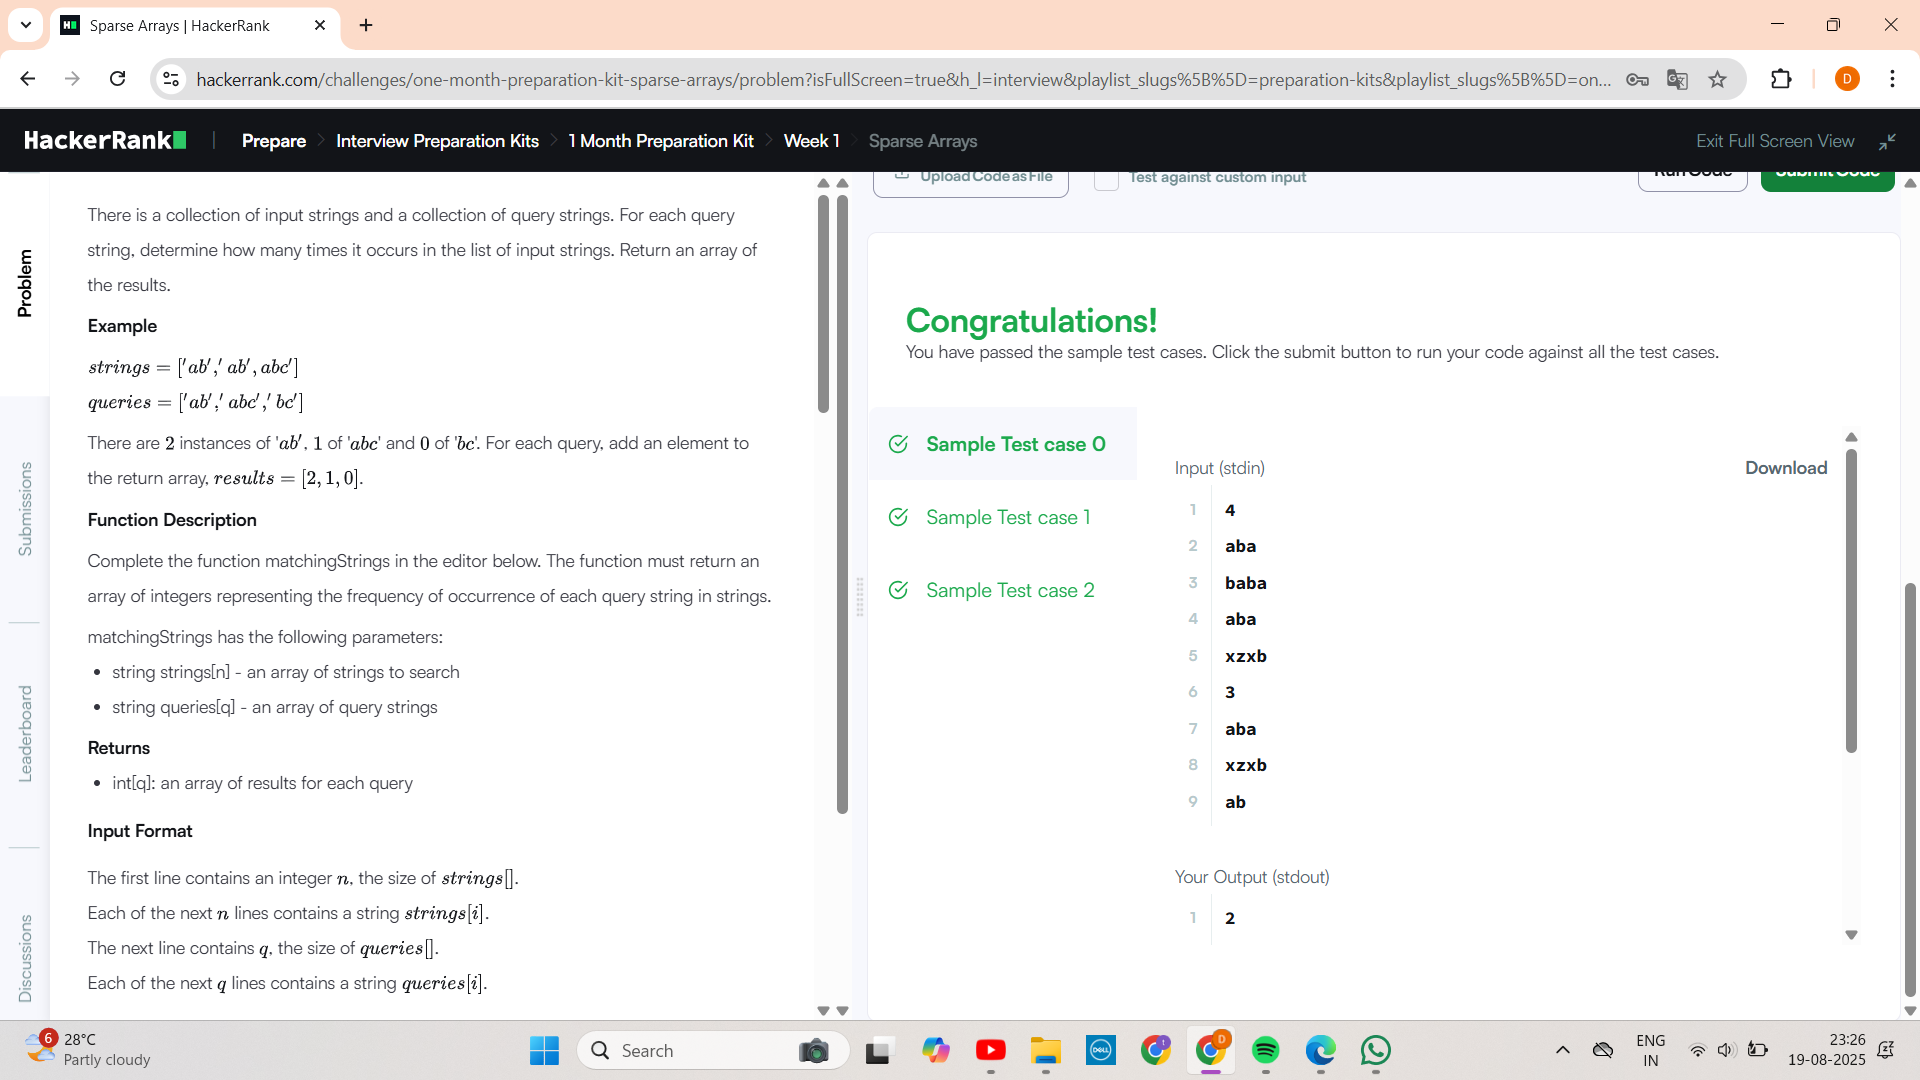 Sparse Arrays | HackerRank
hackerrank.com/challenges/one-month-preparation-kit-sparse-arrays/problem?isFullScreen=true&h_l=interview&playlist_slugs%5B%5D=preparation-kits&playlist_slugs%5B%5D=on...
D
HackerRank
Prepare
Interview Preparation Kits
1 Month Preparation Kit
Week 1
Sparse Arrays
Exit Full Screen View
Problem
Submissions
Leaderboard
Discussions
There is a collection of input strings and a collection of query strings. For each query
string, determine how many times it occurs in the list of input strings. Return an array of
the results.
Example
strings = ['ab',' ab', abc']
queries = ['ab',' abc',' bc']
There are 2 instances of 'ab', 1 of 'abc' and 0 of 'bc'. For each query, add an element to
the return array, results = [2, 1, 0].
Function Description
Complete the function matchingStrings in the editor below. The function must return an
array of integers representing the frequency of occurrence of each query string in strings.
matchingStrings has the following parameters:
• string strings[n] - an array of strings to search
• string queries[q] - an array of query strings
Returns
• int[q]: an array of results for each query
Input Format
The first line contains an integer n, the size of strings[].
Each of the next n lines contains a string strings[i].
The next line contains q, the size of queries[].
Each of the next q lines contains a string queries[i].
Upload Code as File
Test against custom input
Run Code
Submit Code
Congratulations!
You have passed the sample test cases. Click the submit button to run your code against all the test cases.
Sample Test case 0
Sample Test case 1
Sample Test case 2
Input (stdin)
Download
1 4
2 aba
3 baba
4 aba
5 xzxb
6 3
7 aba
8 xzxb
9 ab
Your Output (stdout)
1 2
6
28°C
Partly cloudy
Search
DELL
D
ENG
IN
23:26
19-08-2025